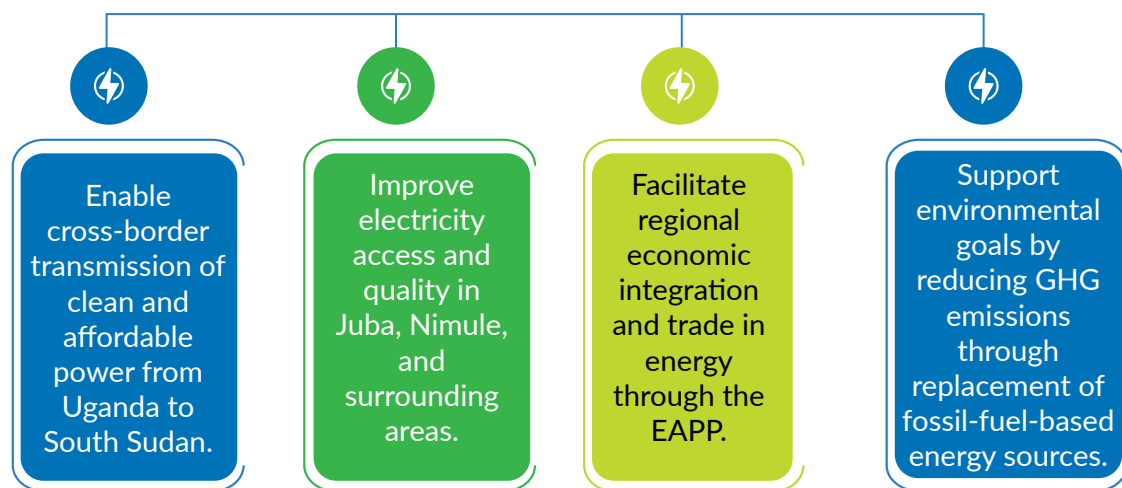 Enable
cross-border
transmission of
clean and
affordable
power from
Uganda to
South Sudan.
Improve
electricity
access and
quality in
Juba, Nimule,
and
surrounding
areas.
Facilitate
regional
economic
integration
and trade in
energy
through the
EAPP.
Support
environmental
goals by
reducing GHG
emissions
through
replacement of
fossil-fuel-based
energy sources.